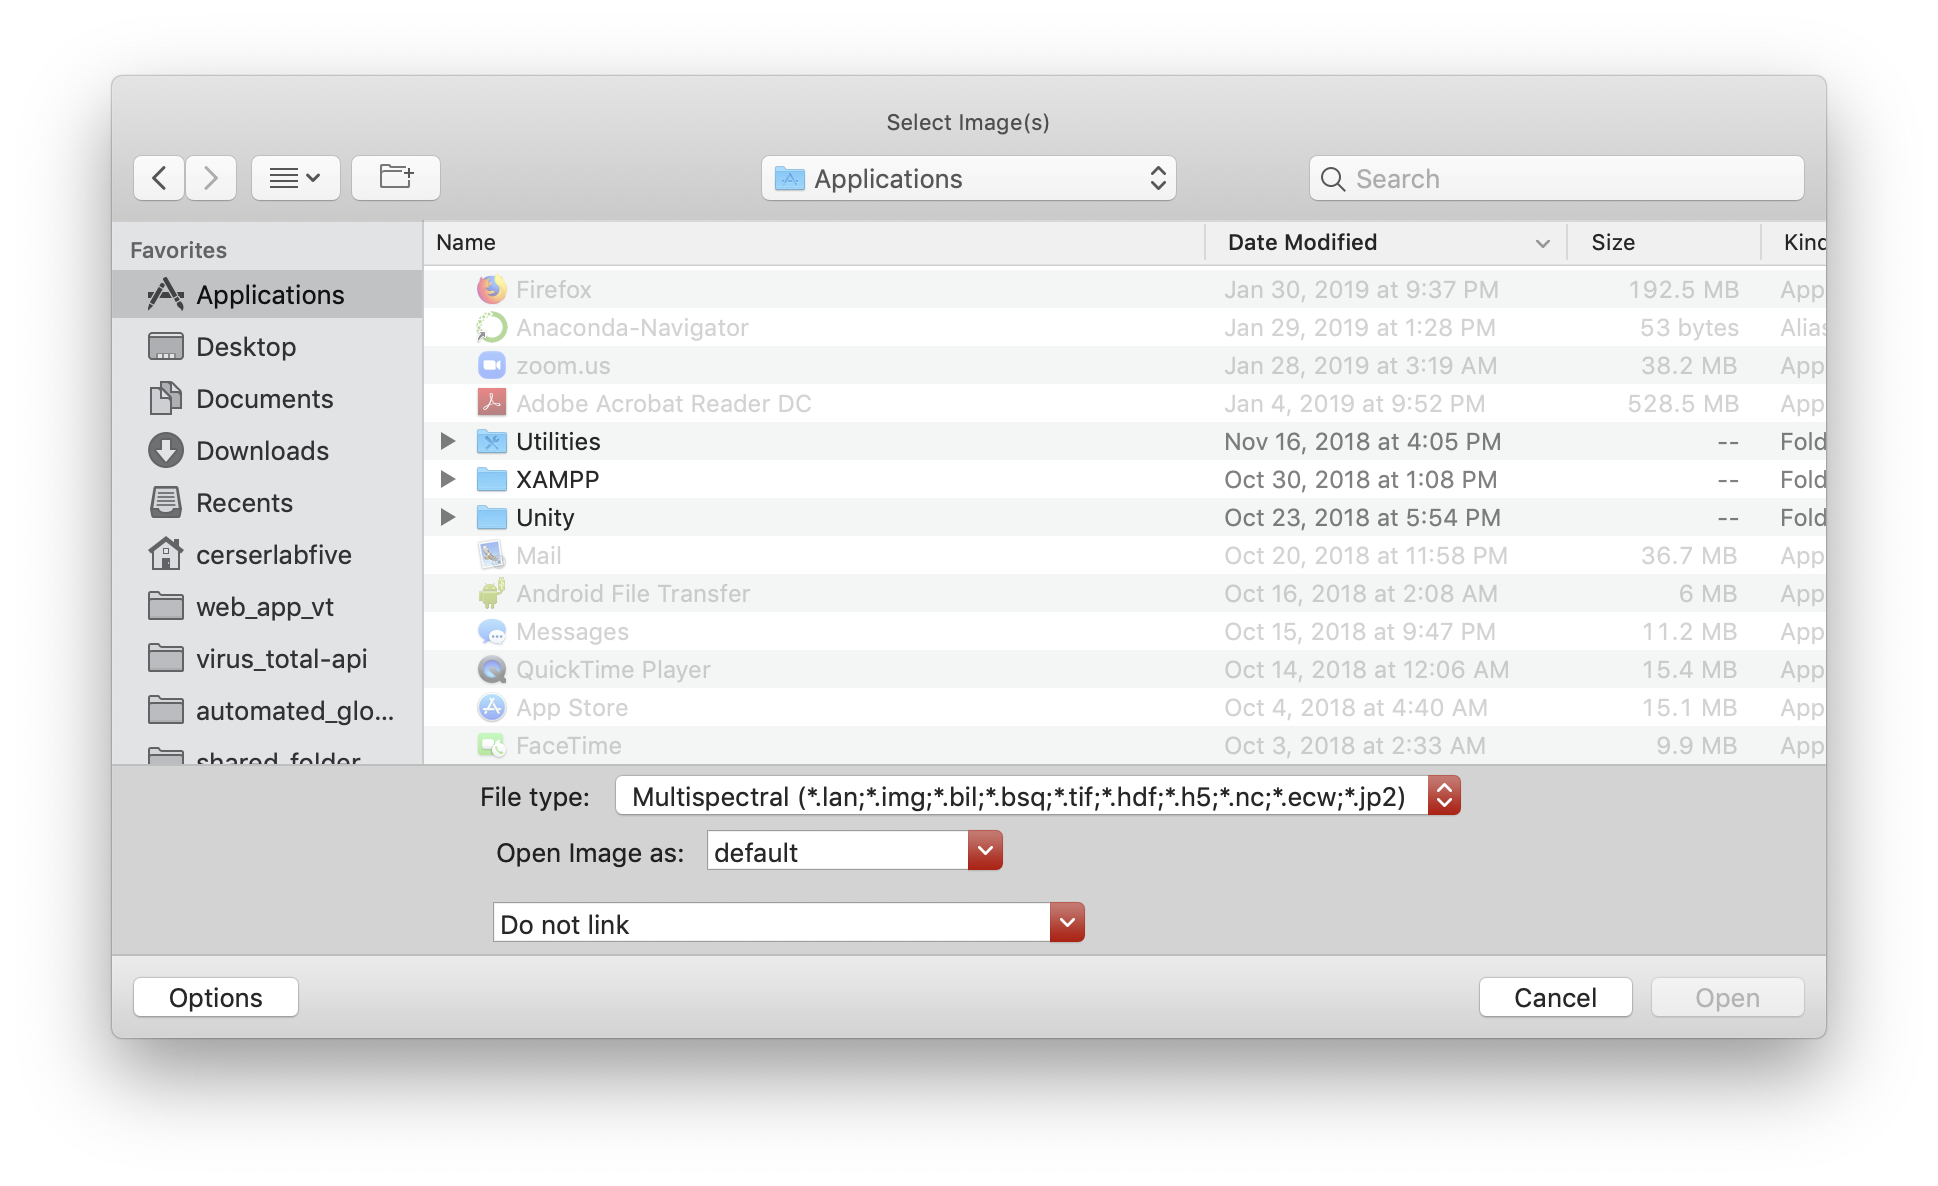 Select Image(s)
Applications
Search
Favorites
Applications
Desktop
Documents
Downloads
Recents
cerserlabfive
web_app_vt
virus_total-api
automated_glo...
shared_folder
Name Date Modified Size Kind
Firefox Jan 30, 2019 at 9:37 PM 192.5 MB App
Anaconda-Navigator Jan 29, 2019 at 1:28 PM 53 bytes Alias
zoom.us Jan 28, 2019 at 3:19 AM 38.2 MB App
Adobe Acrobat Reader DC Jan 4, 2019 at 9:52 PM 528.5 MB App
Utilities Nov 16, 2018 at 4:05 PM -- Fold
XAMPP Oct 30, 2018 at 1:08 PM -- Fold
Unity Oct 23, 2018 at 5:54 PM -- Fold
Mail Oct 20, 2018 at 11:58 PM 36.7 MB App
Android File Transfer Oct 16, 2018 at 2:08 AM 6 MB App
Messages Oct 15, 2018 at 9:47 PM 11.2 MB App
QuickTime Player Oct 14, 2018 at 12:06 AM 15.4 MB App
App Store Oct 4, 2018 at 4:40 AM 15.1 MB App
FaceTime Oct 3, 2018 at 2:33 AM 9.9 MB App
File type: Multispectral (*.lan;*.img;*.bil;*.bsq;*.tif;*.hdf;*.h5;*.nc;*.ecw;*.jp2)
Open Image as: default
Do not link
Options Cancel Open